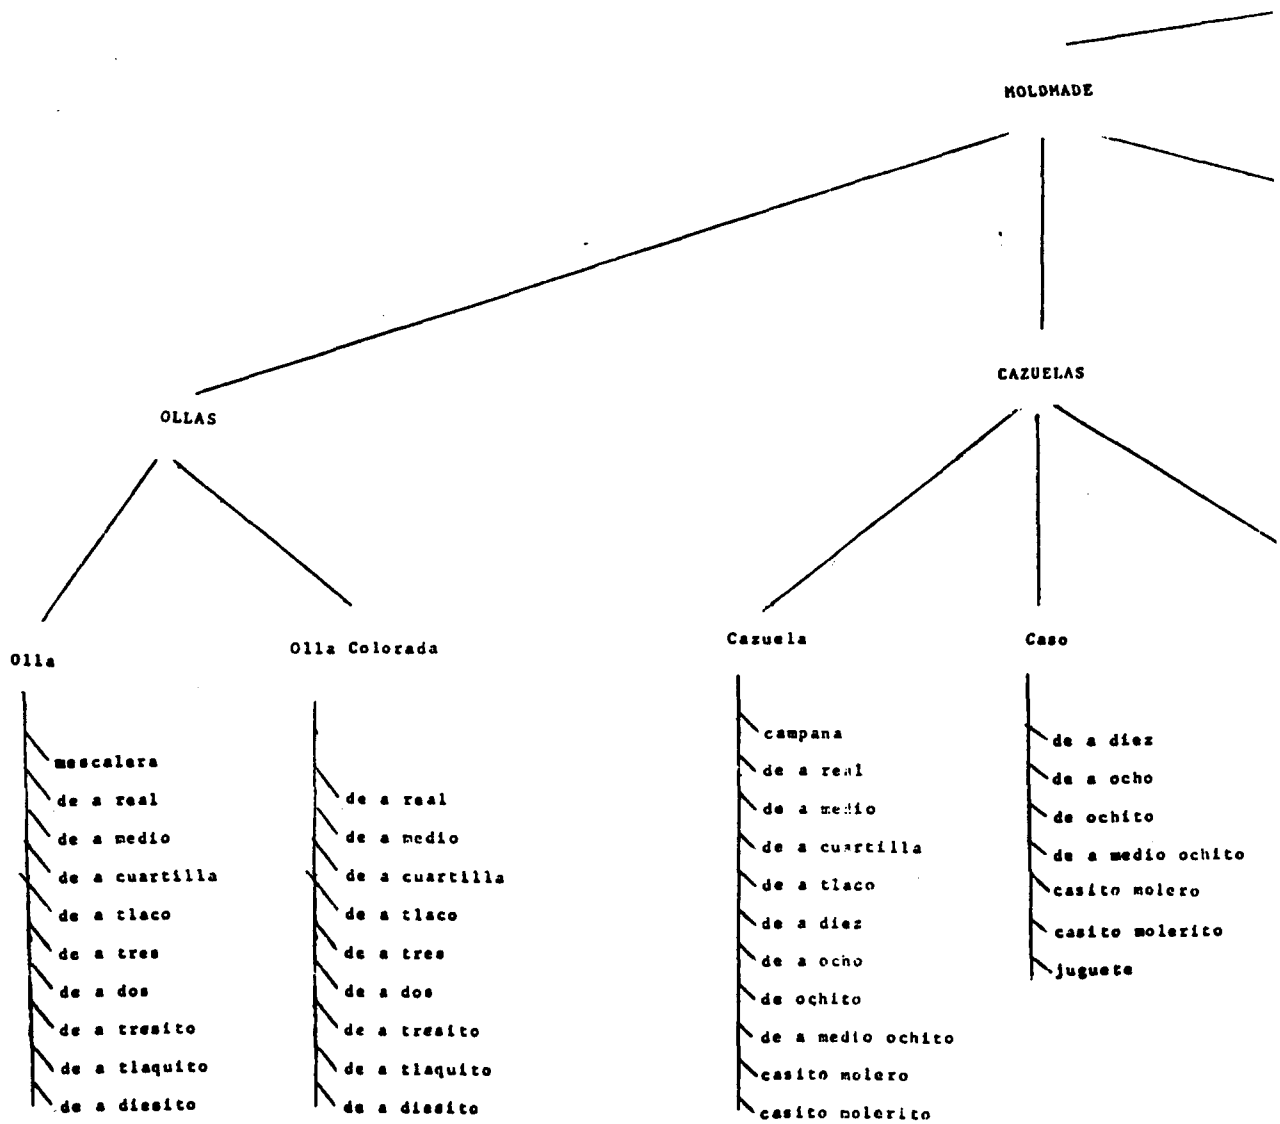 MOLDMADE
CAZUELAS
OLLAS
Olla
mescalera
de a real
de a medio
de a cuartilla
de a tlaco
de a tres
de a dos
de a tresito
de a tlaquito
de a diesito
Olla Colorada
de a real
de a medio
de a cuartilla
de a tlaco
de a tres
de a dos
de a tresito
de a tlaquito
de a diesito
Cazuela
campana
de a real
de a medio
de a cuartilla
de a tlaco
de a diez
de a ocho
de ochito
de a medio ochito
casito molero
casito molerito
Caso
de a diez
de a ocho
de ochito
de a medio ochito
casito molero
casito molerito
juguete